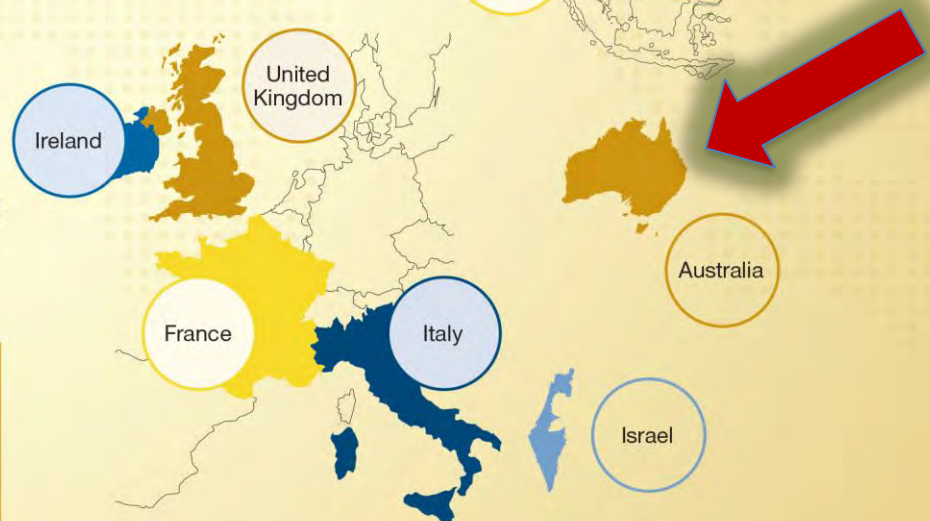 United
Kingdom
Ireland
Australia
France
Italy
Israel